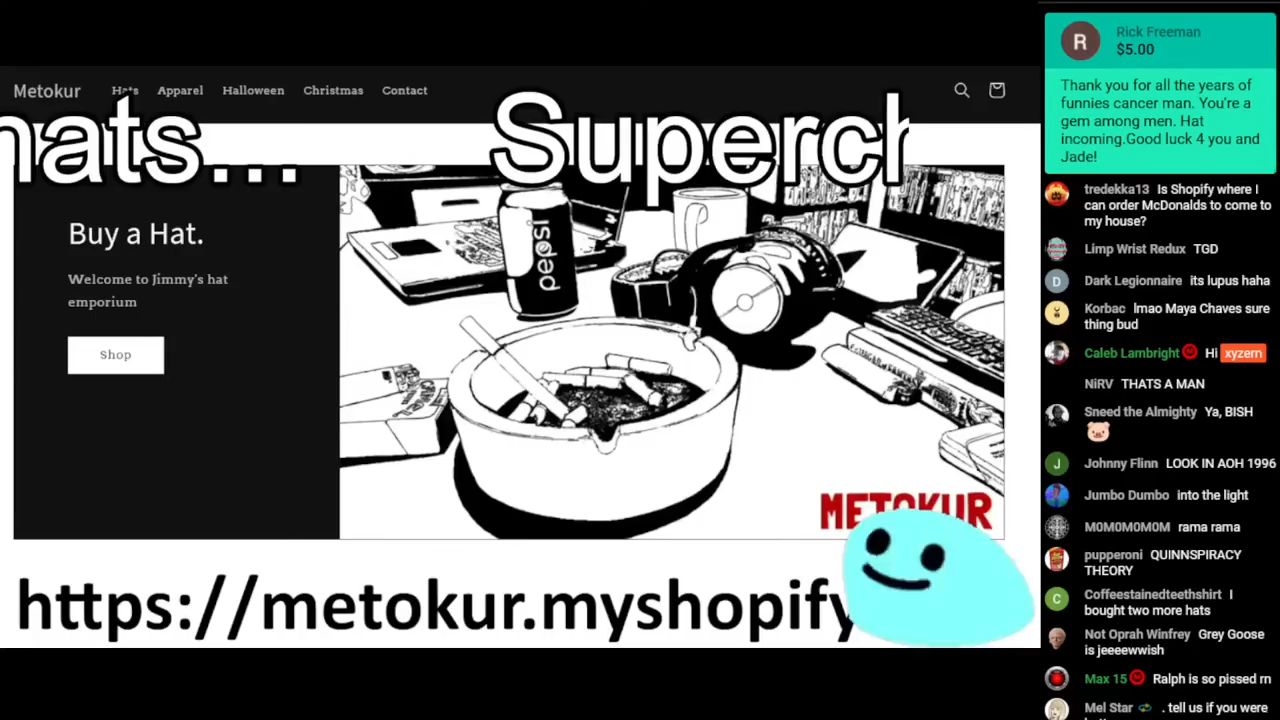 Metokur
Hats
Apparel
Halloween
Christmas
Contact
hats...
Superch
Buy a Hat.
Welcome to Jimmy's hat
emporium
Shop
pepsi
METOKUR
https://metokur.myshopify
R
Rick Freeman
$5.00
Thank you for all the years of
funnies cancer man. You're a
gem among men. Hat
incoming.Good luck 4 you and
Jade!
tredekka13 Is Shopify where I
can order McDonalds to come to
my house?
Limp Wrist Redux TGD
D
Dark Legionnaire its lupus haha
Korbac lmao Maya Chaves sure
thing bud
Caleb Lambright Hi xyzern
NiRV THATS A MAN
Sneed the Almighty Ya, BISH
J
Johnny Flinn LOOK IN AOH 1996
Jumbo Dumbo into the light
M0M0M0M0M rama rama
pupperoni QUINNSPIRACY
THEORY
C
Coffeestainedteethshirt I
bought two more hats
Not Oprah Winfrey Grey Goose
is jeeeewwish
Max 15 Ralph is so pissed rn
Mel Star . tell us if you were